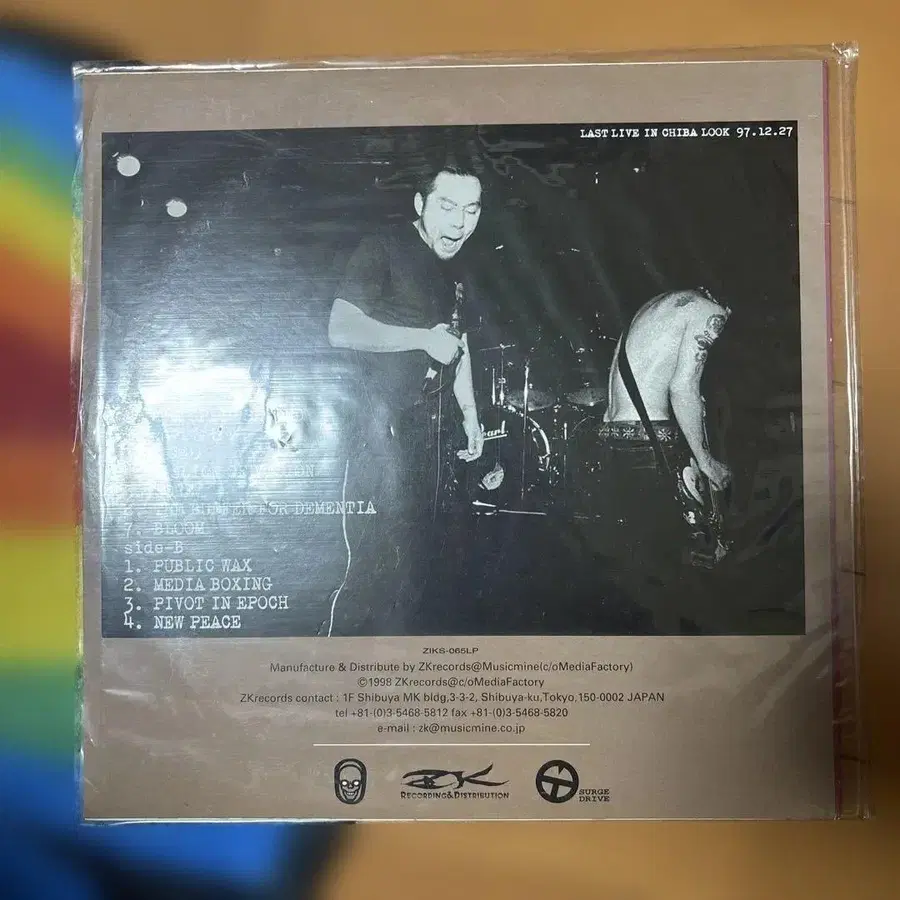 LAST LIVE IN CHIBA LOOK 97.12.27
FOR DEMENTIA
7. BLOOM
side-B
1. PUBLIC WAX
2. MEDIA BOXING
3. PIVOT IN EPOCH
4. NEW PEACE
ZIKS-065LP
Manufacture & Distribute by ZKrecords@Musicmine(c/oMediaFactory)
©1998 ZKrecords@c/oMediaFactory
ZKrecords contact : 1F Shibuya MK bldg,3-3-2, Shibuya-ku,Tokyo,150-0002 JAPAN
tel +81-(0)3-5468-5812 fax +81-(0)3-5468-5820
e-mail : zk@musicmine.co.jp
ZK
RECORDING&DISTRIBUTION
SURGE
DRIVE